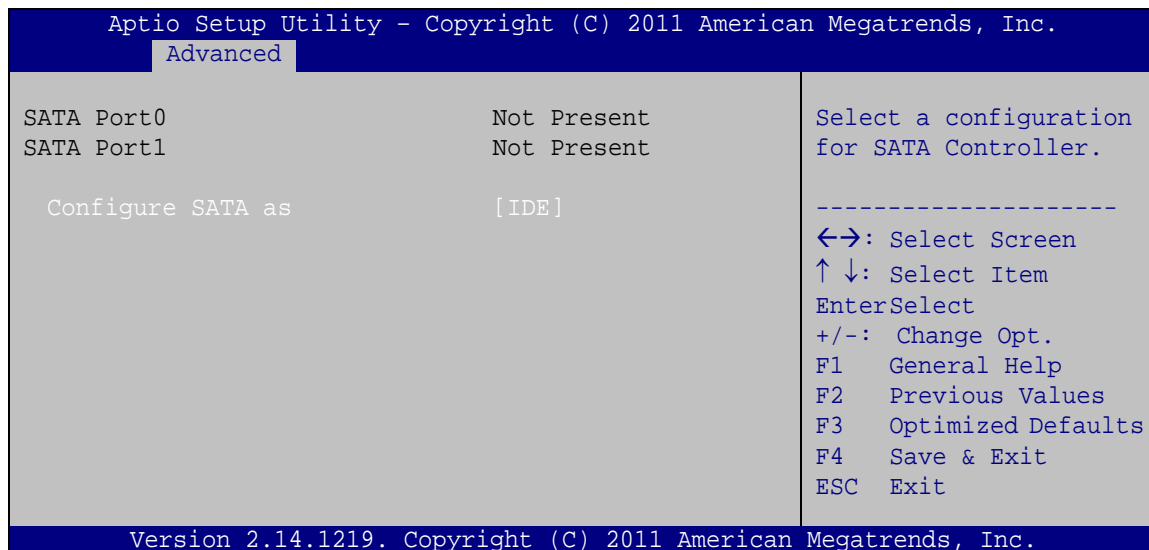 Aptio Setup Utility – Copyright (C) 2011 American Megatrends, Inc.
Advanced
SATA Port0 Not Present
SATA Port1 Not Present
Configure SATA as [IDE]
Select a configuration
for SATA Controller.
---------------------
←→: Select Screen
↑ ↓: Select Item
EnterSelect
+/-: Change Opt.
F1 General Help
F2 Previous Values
F3 Optimized Defaults
F4 Save & Exit
ESC Exit
Version 2.14.1219. Copyright (C) 2011 American Megatrends, Inc.